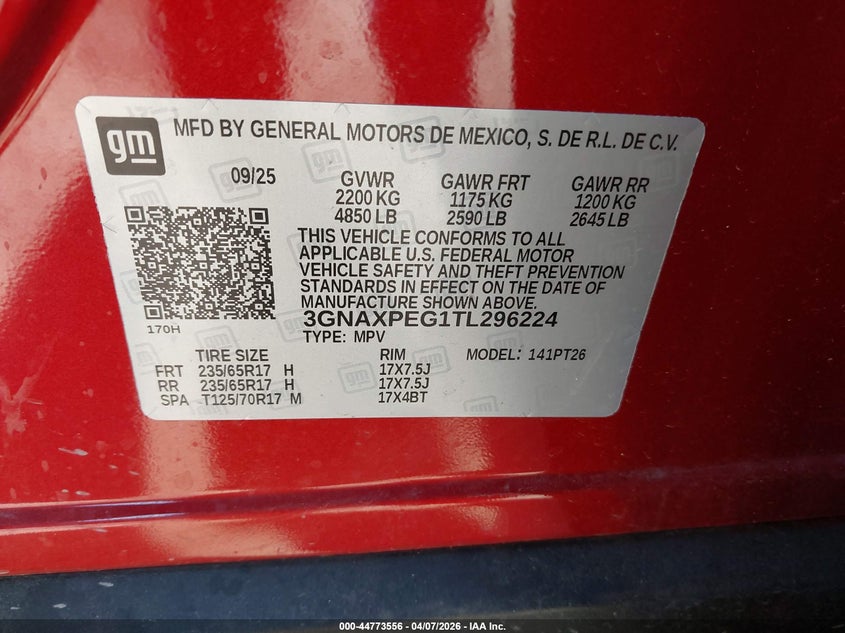 gm
MFD BY GENERAL MOTORS DE MEXICO, S. DE R.L. DE C.V.
09/25 GVWR GAWR FRT GAWR RR
2200 KG 1175 KG 1200 KG
4850 LB 2590 LB 2645 LB
THIS VEHICLE CONFORMS TO ALL
APPLICABLE U.S. FEDERAL MOTOR
VEHICLE SAFETY AND THEFT PREVENTION
STANDARDS IN EFFECT ON THE DATE OF
MANUFACTURE SHOWN ABOVE.
170H 3GNAXPEG1TL296224
TYPE: MPV
TIRE SIZE RIM MODEL: 141PT26
FRT 235/65R17 H 17X7.5J
RR 235/65R17 H 17X7.5J
SPA T125/70R17 M 17X4BT
000-44773556 - 04/07/2026 - IAA Inc.